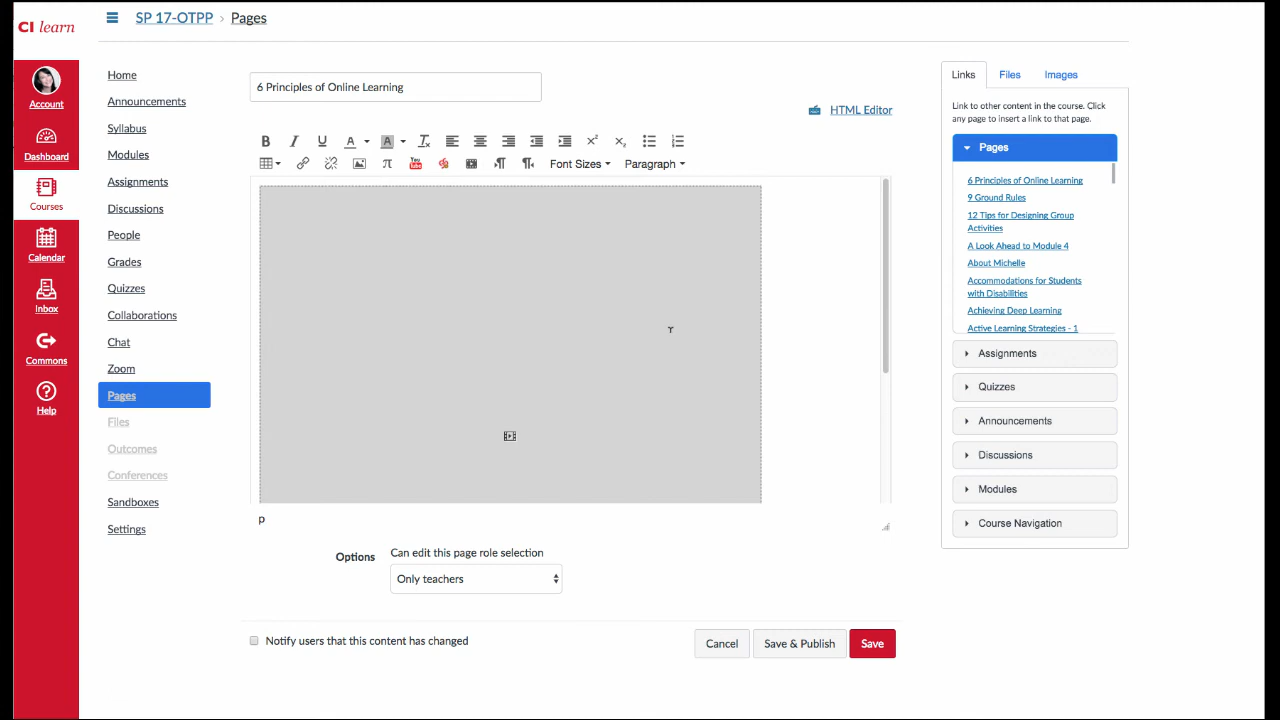 CI learn
SP 17-OTPP > Pages
Account
Dashboard
Courses
Calendar
Inbox
Commons
Help
Home
Announcements
Syllabus
Modules
Assignments
Discussions
People
Grades
Quizzes
Collaborations
Chat
Zoom
Pages
Files
Outcomes
Conferences
Sandboxes
Settings
6 Principles of Online Learning
HTML Editor
B I U A A Tx x² x₂
π You Tube Font Sizes Paragraph
p
Options Can edit this page role selection
Only teachers
Notify users that this content has changed
Cancel Save & Publish Save
Links Files Images
Link to other content in the course. Click
any page to insert a link to that page.
Pages
6 Principles of Online Learning
9 Ground Rules
12 Tips for Designing Group
Activities
A Look Ahead to Module 4
About Michelle
Accommodations for Students
with Disabilities
Achieving Deep Learning
Active Learning Strategies - 1
Assignments
Quizzes
Announcements
Discussions
Modules
Course Navigation